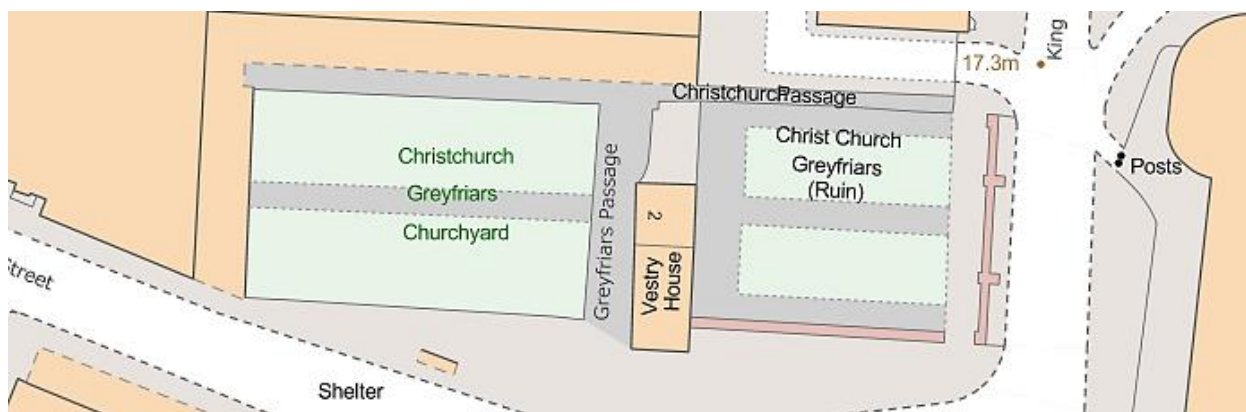 King
17.3m
Christchurch Passage
Christchurch
Greyfriars
Churchyard
Greyfriars Passage
Christ Church
Greyfriars
(Ruin)
Posts
2
Vestry
House
Street
Shelter